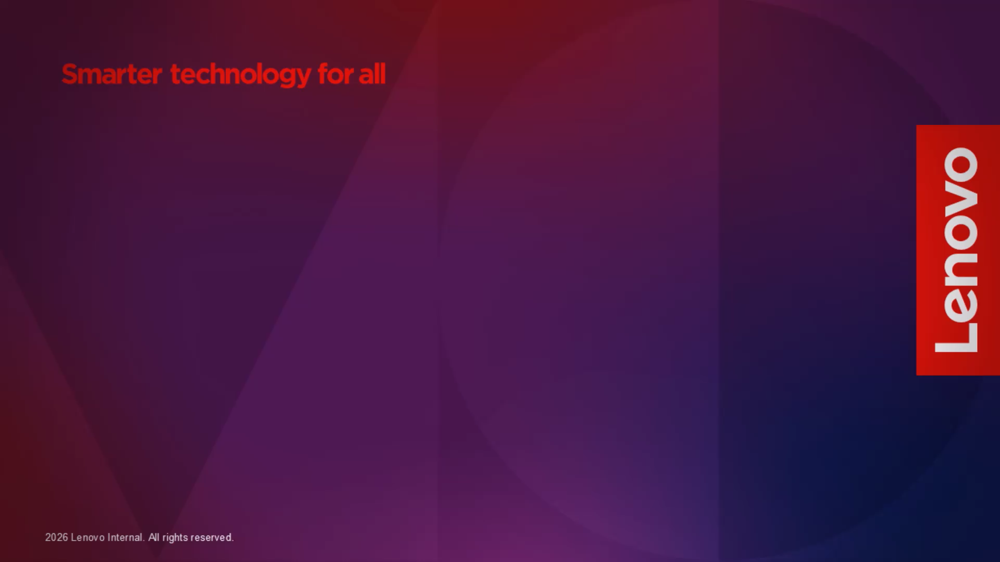 Smarter technology for all
Lenovo
2026 Lenovo Internal. All rights reserved.